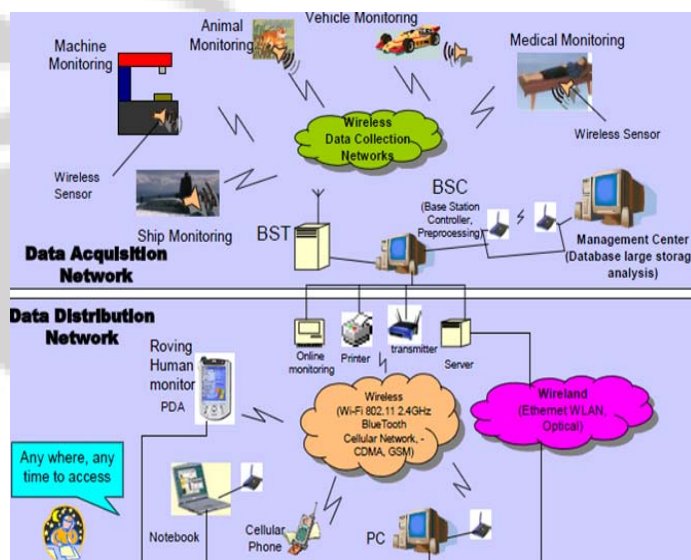 Machine
Monitoring
Animal
Monitoring
Vehicle Monitoring
Medical Monitoring
Wireless
Data Collection
Networks
Wireless Sensor
Wireless
Sensor
Ship Monitoring
BST
BSC
(Base Station
Controller,
Preprocessing)
Management Center
(Database large storag
analysis)
Data Acquisition
Network
Data Distribution
Network
Online
monitoring
Printer
transmitter
Server
Roving
Human
monitor
PDA
Wireless
(Wi-Fi 802.11 2.4GHz
BlueTooth
Cellular Network, -
CDMA, GSM)
Wireland
(Ethernet WLAN,
Optical)
Any where, any
time to access
Notebook
Cellular
Phone
PC